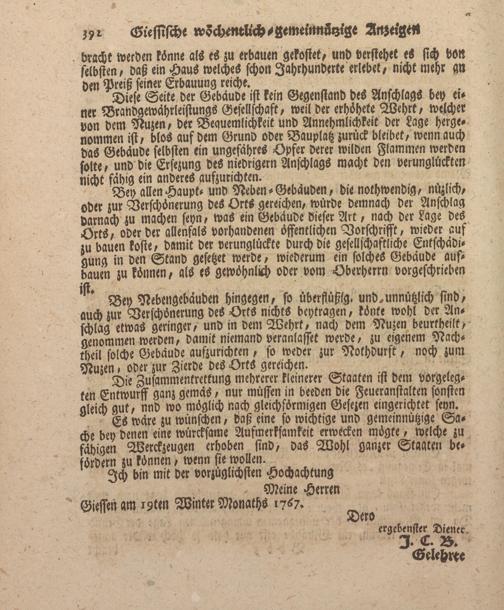 392 Giessische wöchentlich-gemeinnützige Anzeigen
bracht werden könne als es zu erbauen gekostet, und verstehet es sich von
selbsten, daß ein Haus welches schon Jahrhunderte erlebet, nicht mehr an
den Preiß seiner Erbauung reiche.
Diese Seite der Gebäude ist kein Gegenstand des Anschlags bey ei-
ner Brandgewährleistungs Gesellschaft, weil der erhöhete Wehrt, welcher
von dem Nuzen, der Bequemlichkeit und Annehmlichkeit der Lage herge-
nommen ist, blos auf dem Grund oder Bauplatz zurück bleibet, wenn auch
das Gebäude selbsten ein ungefähres Opfer derer wilden Flammen werden
solte, und die Ersezung des niedrigern Anschlags macht den verunglückten
nicht fähig ein anderes aufzurichten.
Bey allen Haupt- und Neben-Gebäuden, die nothwendig, nüzlich,
oder zur Verschönerung des Orts gereichen, würde demnach der Anschlag
darnach zu machen seyn, was ein Gebäude dieser Art, nach der Lage des
Orts, oder der allenfals vorhandenen öffentlichen Vorschrifft, wieder auf
zu bauen koste, damit der verunglückte durch die gesellschaftliche Entschädi-
gung in den Stand gesetzt werde, wiederum ein solches Gebäude auf-
bauen zu können, als es gewöhnlich oder vom Oberherrn vorgeschrieben
ist.
Bey Nebengebäuden hingegen, so überflüßig und unnützlich sind,
auch zur Verschönerung des Orts nichts beytragen, könte wohl der An-
schlag etwas geringer, und in dem Wehrt, nach dem Nuzen beurtheilt,
genommen werden, damit niemand veranlasset werde, zu eigenem Nach-
theil solche Gebäude aufzurichten, so weder zur Nothdurft, noch zum
Nuzen, oder zur Zierde des Orts gereichen.
Die Zusammentrettung mehrerer kleinerer Staaten ist dem vorgeleg-
ten Entwurff ganz gemäs, nur müssen in beeden die Feueranstalten sonsten
gleich gut, und wo möglich nach gleichförmigen Gesezen eingerichtet seyn.
Es wäre zu wünschen, daß eine so wichtige und gemeinnützige Sa-
che bey denen eine würcksame Aufmerksamkeit erwecken mögte, welche zu
fähigen Werckzeugen erhoben sind, das Wohl ganzer Staaten be-
fördern zu können, wenn sie wollen.
Ich bin mit der vorzüglichsten Hochachtung
Meine Herren
Giessen am 19ten Winter Monaths 1767.
Dero
ergebenster Diener
J. C. B.
Gelehrte